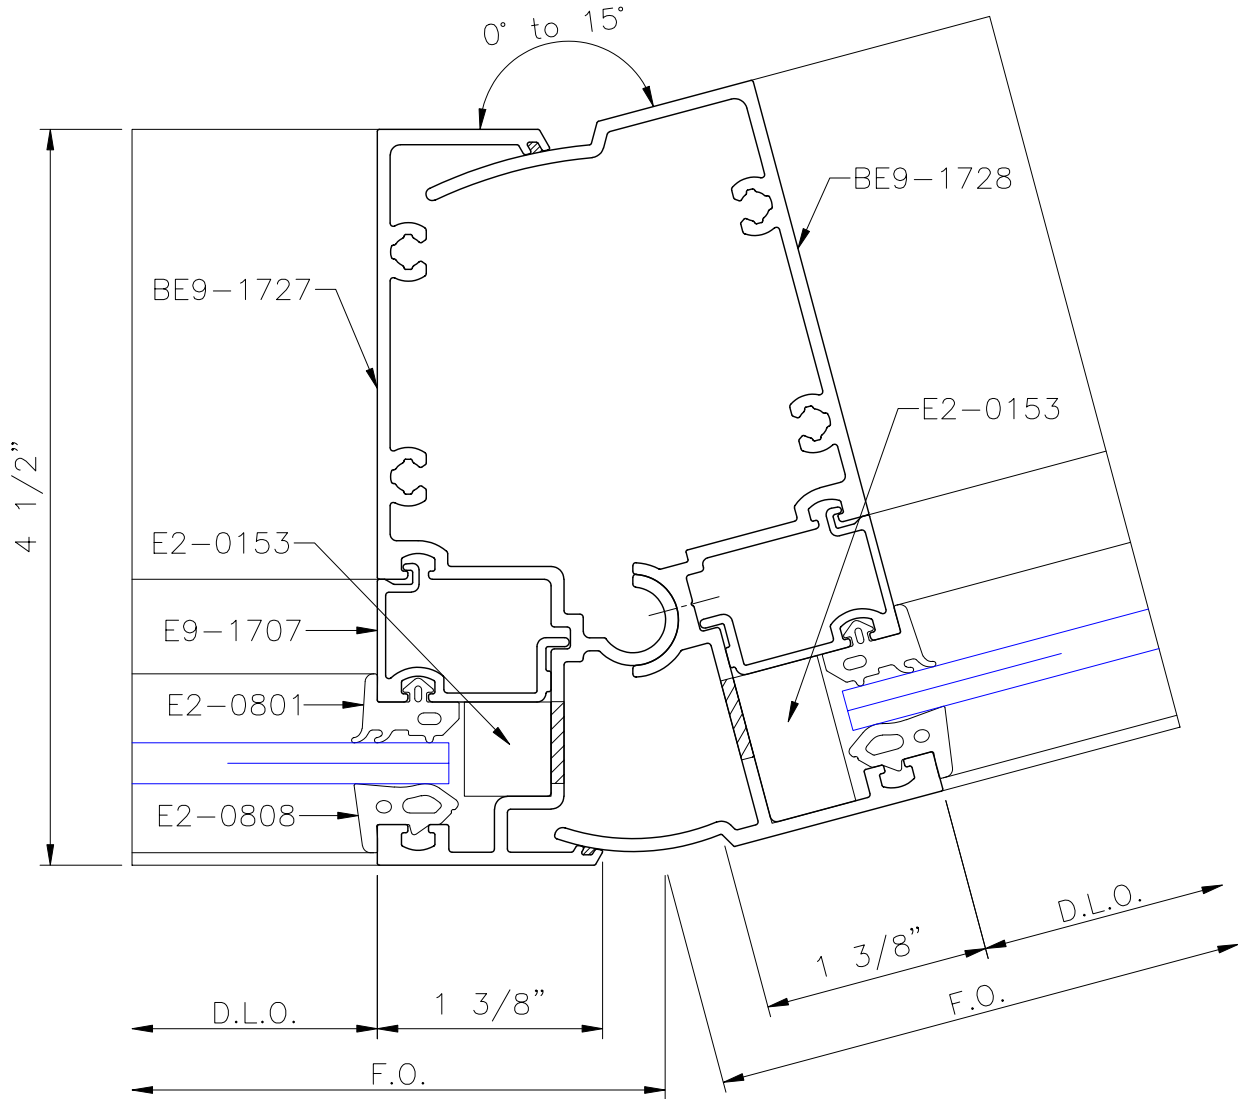 0° to 15°
BE9-1728
BE9-1727
E2-0153
4 1/2”
E2-0153
E9-1707
E2-0801
E2-0808
D.L.O.
1 3/8”
1 3/8”
D.L.O.
F.O.
F.O.